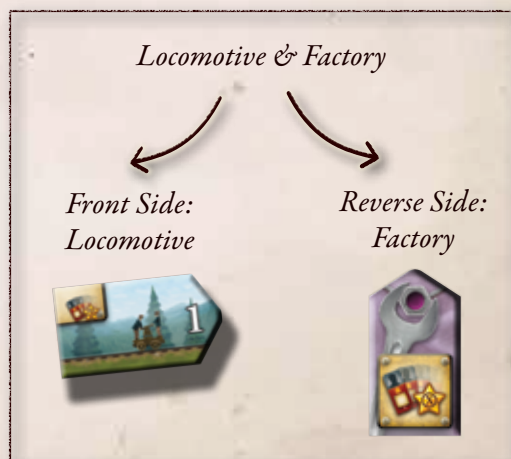 Locomotive & Factory
Front Side:
Locomotive
Reverse Side:
Factory
1